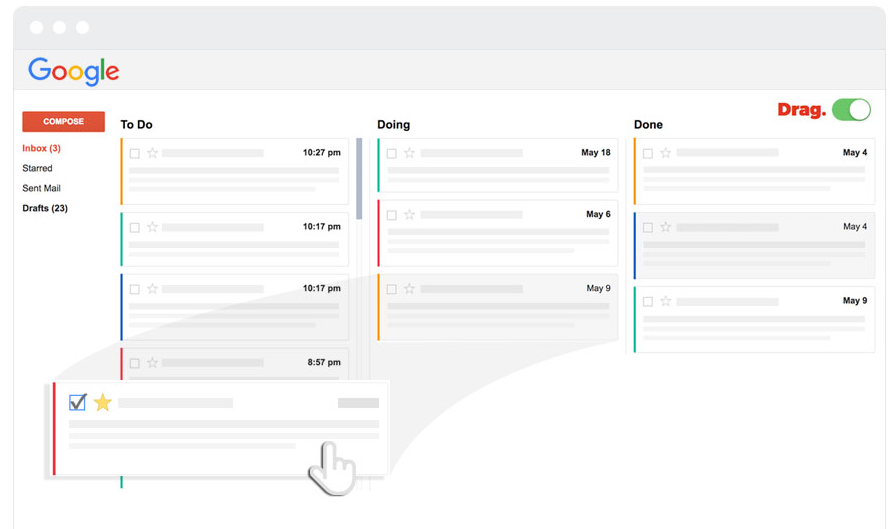 Google
Drag.
COMPOSE
Inbox (3)
Starred
Sent Mail
Drafts (23)
To Do
10:27 pm
10:17 pm
10:17 pm
8:57 pm
Doing
May 18
May 6
May 9
Done
May 4
May 4
May 9